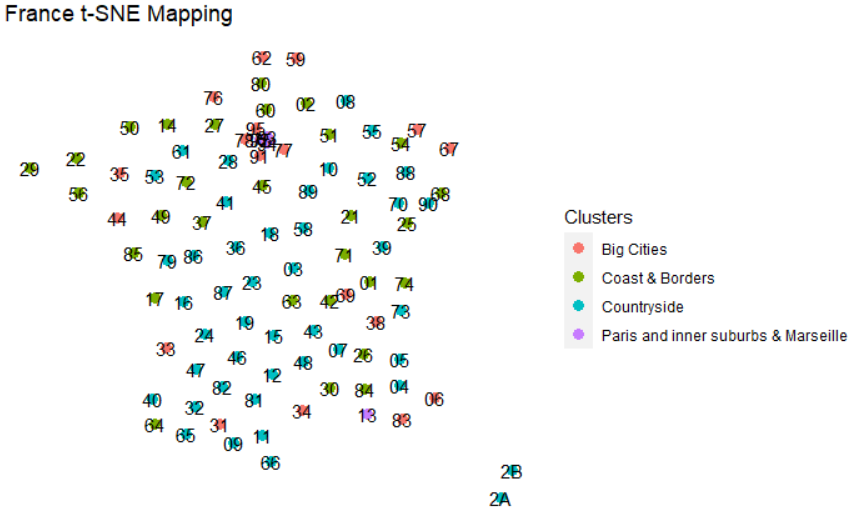 France t-SNE Mapping
62 59
80
76 60 02 08
50 14 27 95 51 55 57
61 91 77 54 67
29 22 35 53 28 10 52 88
56 72 45 89 68
41 70 90
44 49 37 21 25
18 58
85 79 86 36 71 39
03
23 01 74
17 16 87 63 42 69
73
19 38
24 15 43
33 46 07 26 05
47 12 48
82 30 84 04
40 32 81 06
34 13 83
64 65 31 09 11
66
2B
2A
Clusters
Big Cities
Coast & Borders
Countryside
Paris and inner suburbs & Marseille